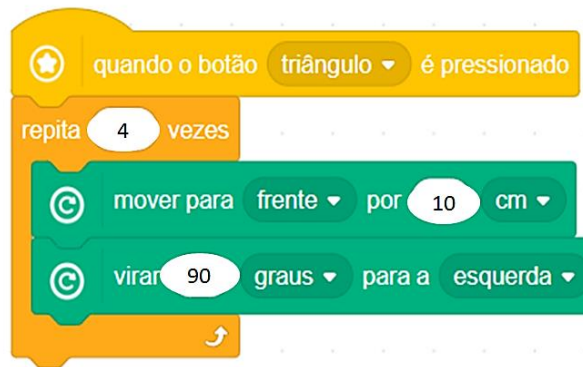 quando o botão triângulo é pressionado
repita 4 vezes
mover para frente por 10 cm
virar 90 graus para a esquerda